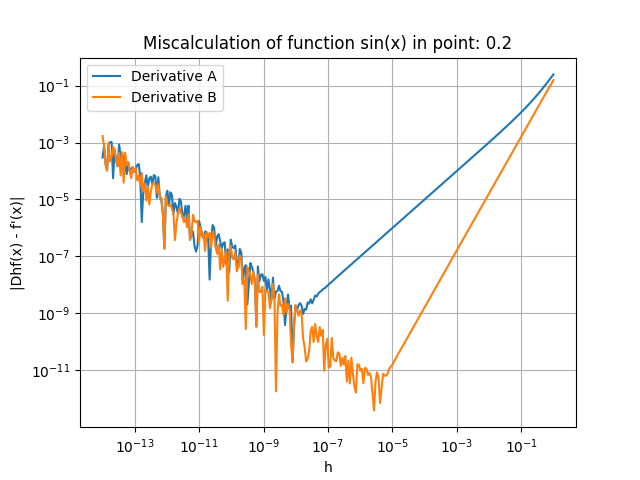 Miscalculation of function sin(x) in point: 0.2
Derivative A
Derivative B
|Dhf(x) - f'(x)|
10⁻¹
10⁻³
10⁻⁵
10⁻⁷
10⁻⁹
10⁻¹¹
10⁻¹³ 10⁻¹¹ 10⁻⁹ 10⁻⁷ 10⁻⁵ 10⁻³ 10⁻¹
h